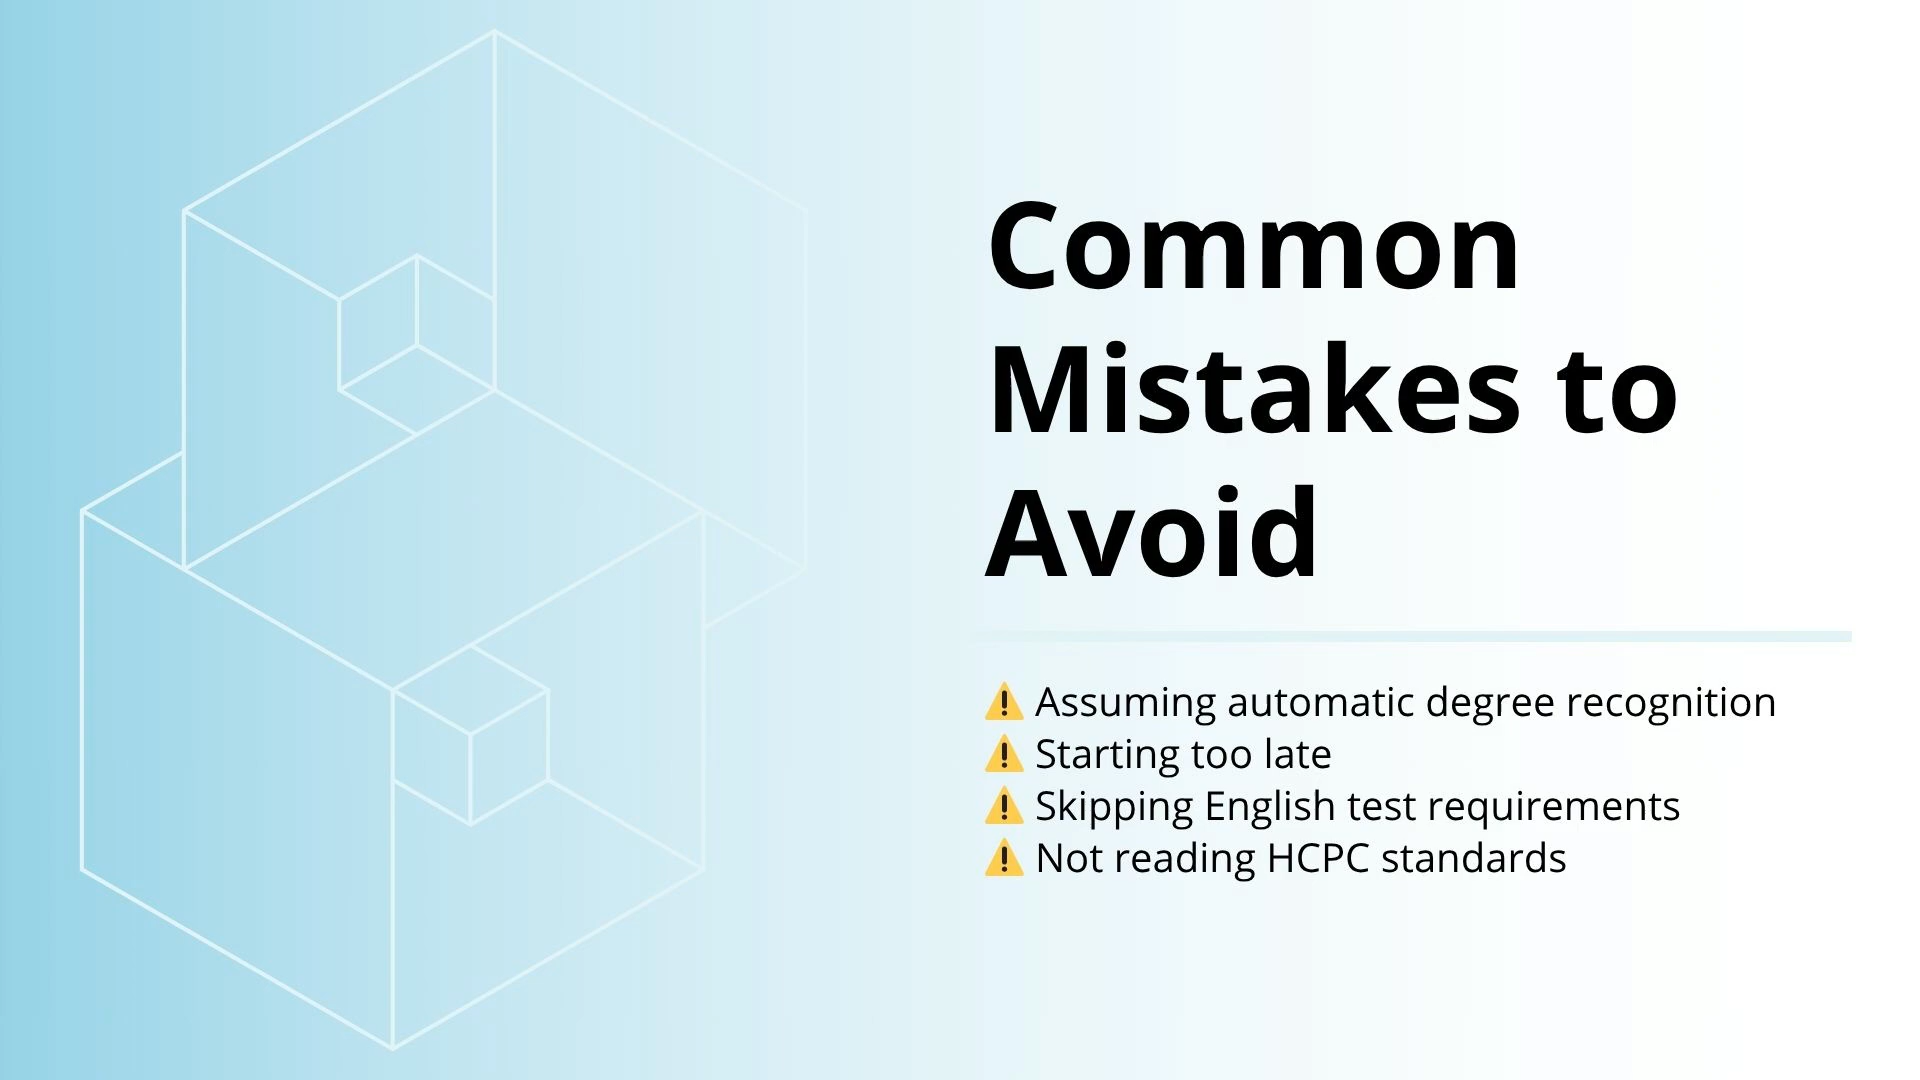 Common
Mistakes to
Avoid
⚠️ Assuming automatic degree recognition
⚠️ Starting too late
⚠️ Skipping English test requirements
⚠️ Not reading HCPC standards